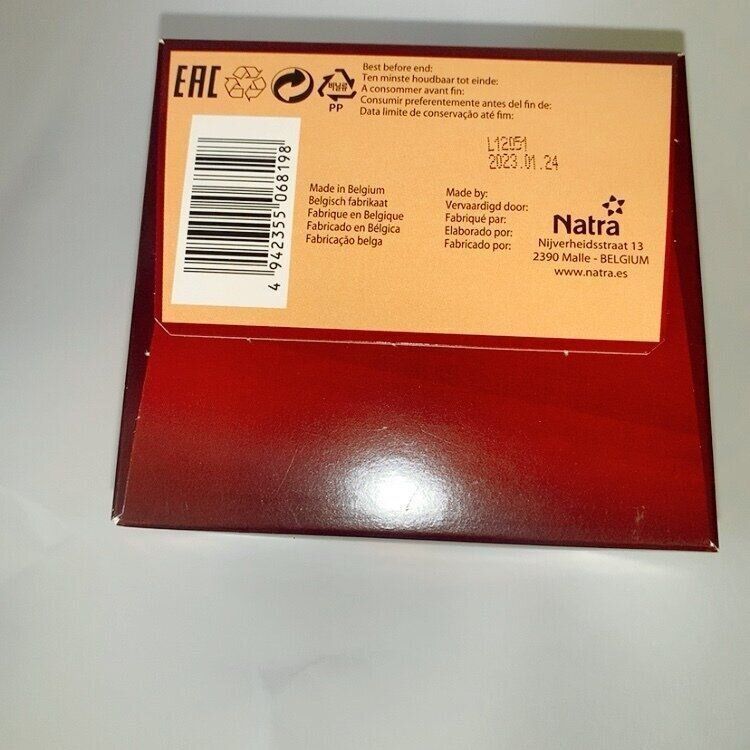 EAC
비닐류
PP
Best before end:
Ten minste houdbaar tot einde:
A consommer avant fin:
Consumir preferentemente antes del fin de:
Data limite de conservação até fim:
L12051
2023.01.24
4 942355 068198
Made in Belgium
Belgisch fabrikaat
Fabrique en Belgique
Fabricado en Bélgica
Fabricação belga
Made by:
Vervaardigd door:
Fabriqué par:
Elaborado por:
Fabricado por:
Natra
Nijverheidsstraat 13
2390 Malle - BELGIUM
www.natra.es